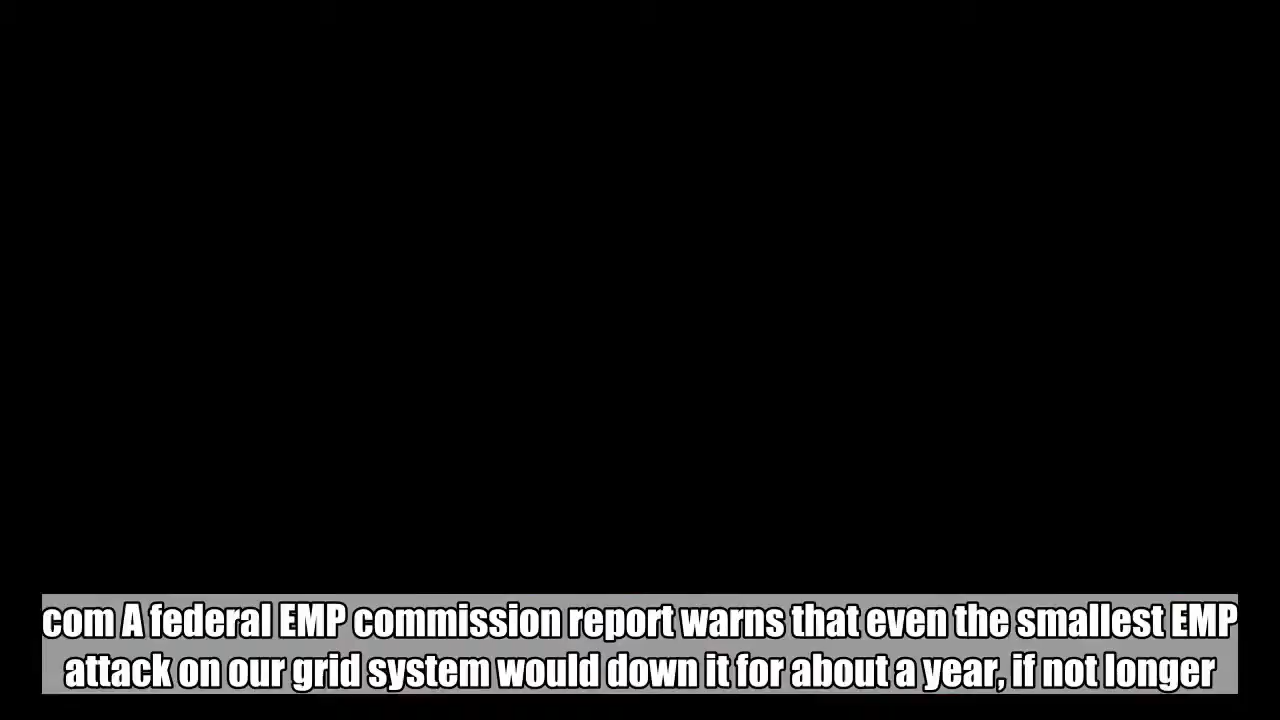 com A federal EMP commission report warns that even the smallest EMP
attack on our grid system would down it for about a year, if not longer